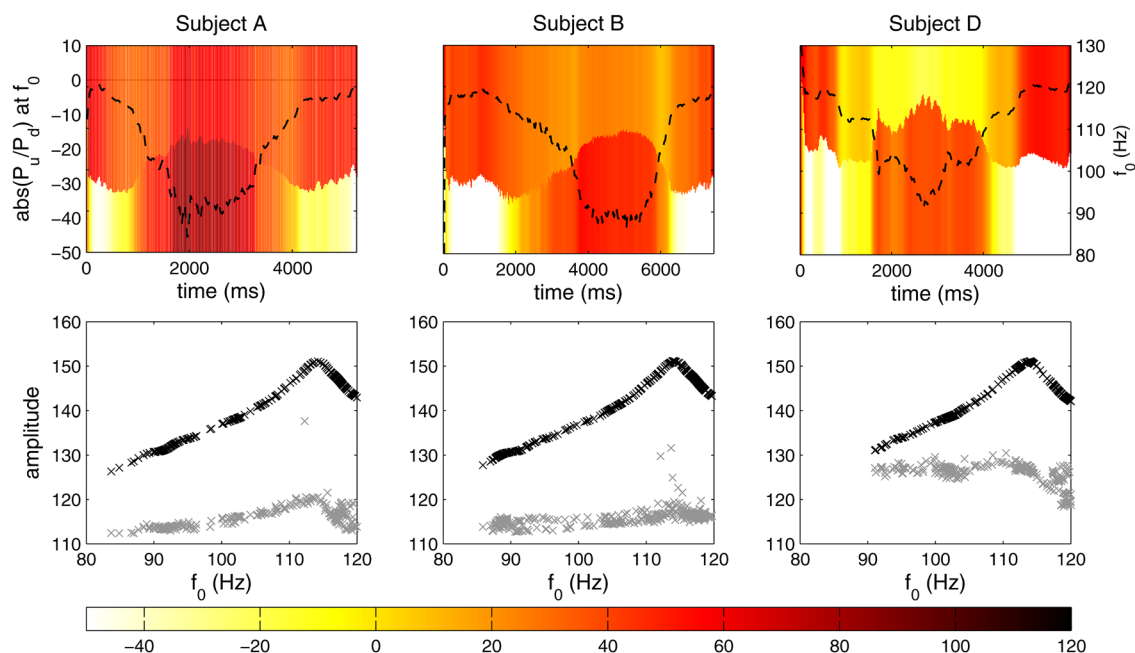 Subject A
Subject B
Subject D
abs(P_u/P_d) at f_0
10
0
-10
-20
-30
-40
-50
0 2000 4000
time (ms)
0 2000 4000 6000
time (ms)
0 2000 4000
time (ms)
130
120
110
100
90
80
f_0 (Hz)
amplitude
160
150
140
130
120
110
80 90 100 110 120
f_0 (Hz)
160
150
140
130
120
110
80 90 100 110 120
f_0 (Hz)
160
150
140
130
120
110
80 90 100 110 120
f_0 (Hz)
-40 -20 0 20 40 60 80 100 120